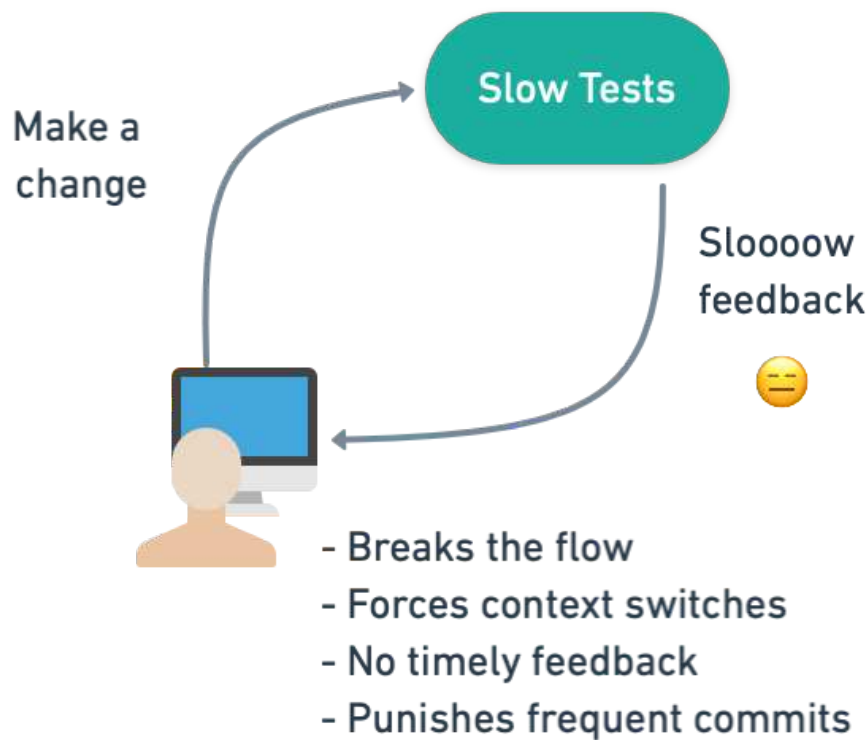 Slow Tests
Make a
change
Sloooow
feedback
- Breaks the flow
- Forces context switches
- No timely feedback
- Punishes frequent commits